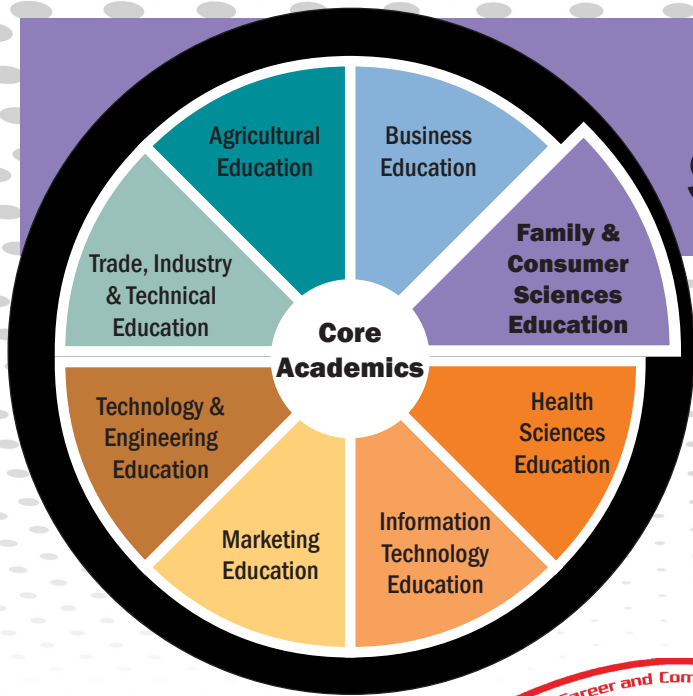 Agricultural
Education
Business
Education
Family &
Consumer
Sciences
Education
Trade, Industry
& Technical
Education
Core
Academics
Technology &
Engineering
Education
Health
Sciences
Education
Marketing
Education
Information
Technology
Education
Career and